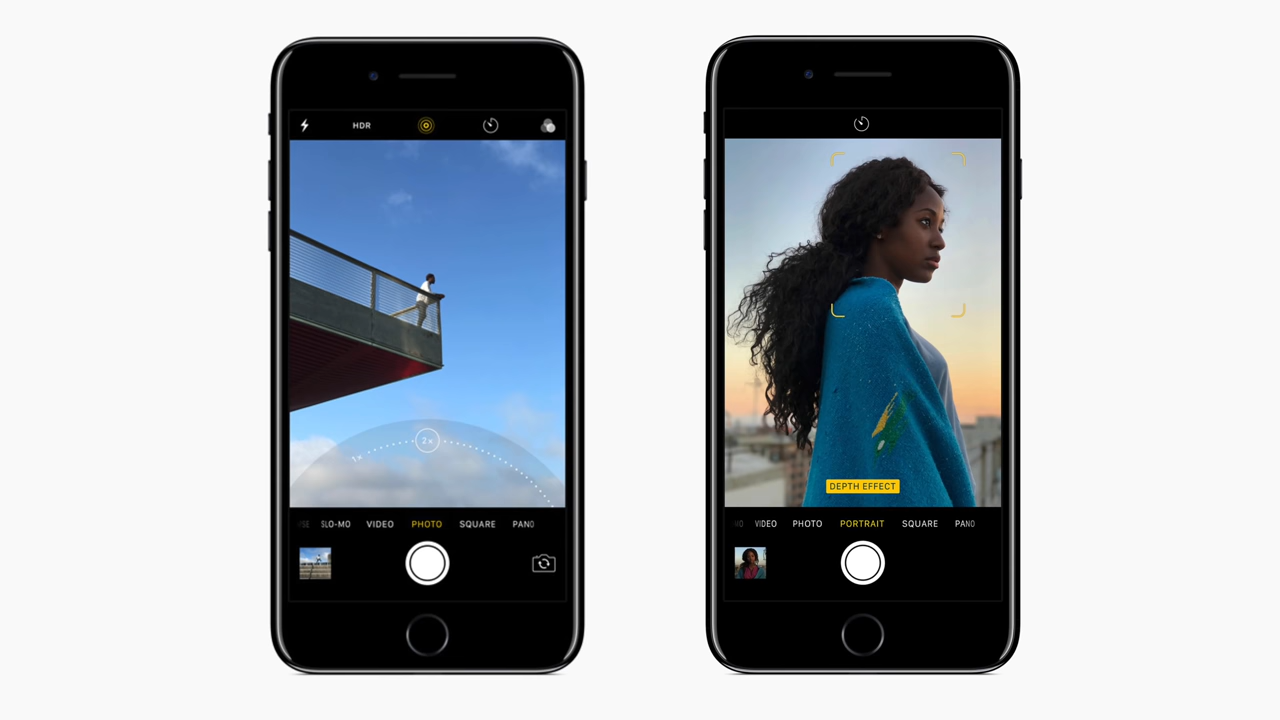 HDR
1x
2x
SLO-MO VIDEO PHOTO SQUARE PANO
DEPTH EFFECT
VIDEO PHOTO PORTRAIT SQUARE PANO